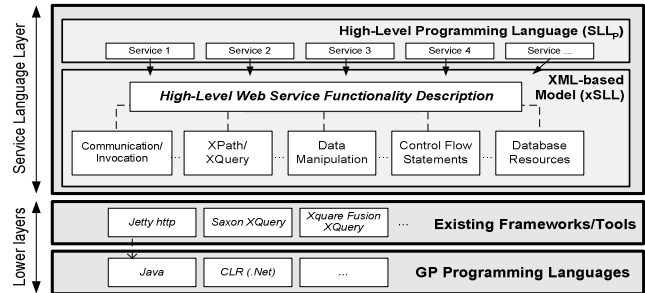 Service Language Layer
High-Level Programming Language (SLLP)
Service 1
Service 2
Service 3
Service 4
Service ...
XML-based
Model (xSLL)
High-Level Web Service Functionality Description
Communication/
Invocation
...
XPath/
XQuery
...
Data
Manipulation
...
Control Flow
Statements
...
Database
Resources
Lower layers
Jetty http
Saxon XQuery
Xquare Fusion
XQuery
...
Existing Frameworks/Tools
Java
CLR (.Net)
...
GP Programming Languages